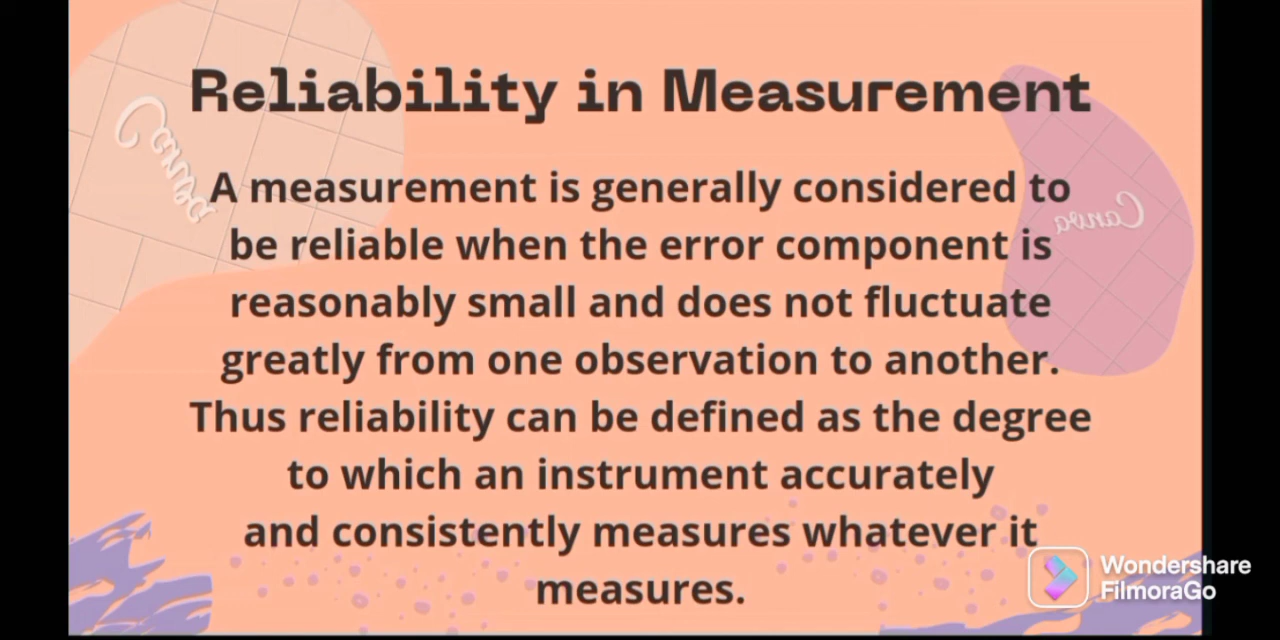 Reliability in Measurement
A measurement is generally considered to
be reliable when the error component is
reasonably small and does not fluctuate
greatly from one observation to another.
Thus reliability can be defined as the degree
to which an instrument accurately
and consistently measures whatever it
measures.
Canva
Canva
Wondershare
FilmoraGo